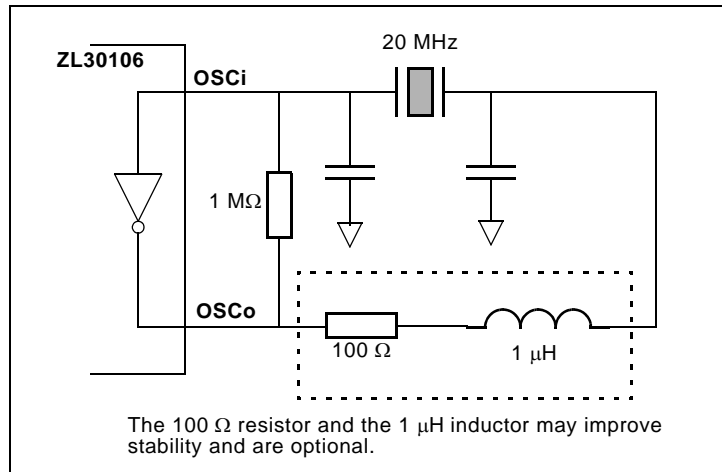 20 MHz
ZL30106
OSCi
1 MΩ
OSCo
100 Ω
1 µH
The 100 Ω resistor and the 1 µH inductor may improve
stability and are optional.